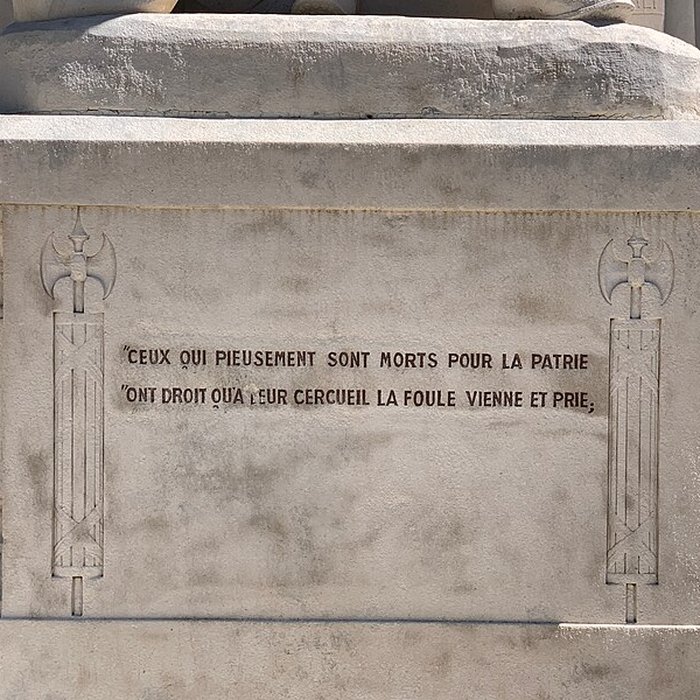 "CEUX QUI PIEUSEMENT SONT MORTS POUR LA PATRIE
"ONT DROIT QU'A LEUR CERCUEIL LA FOULE VIENNE ET PRIE;